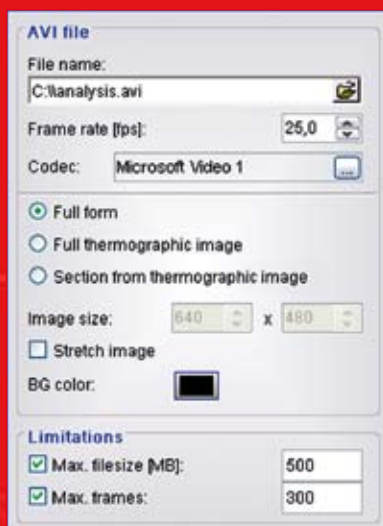 AVI file
File name:
C:\\analysis.avi
Frame rate [fps]: 25,0
Codec: Microsoft Video 1 ...
Full form
Full thermographic image
Section from thermographic image
Image size: 640 x 480
Stretch image
BG color:
Limitations
Max. filesize [MB]: 500
Max. frames: 300